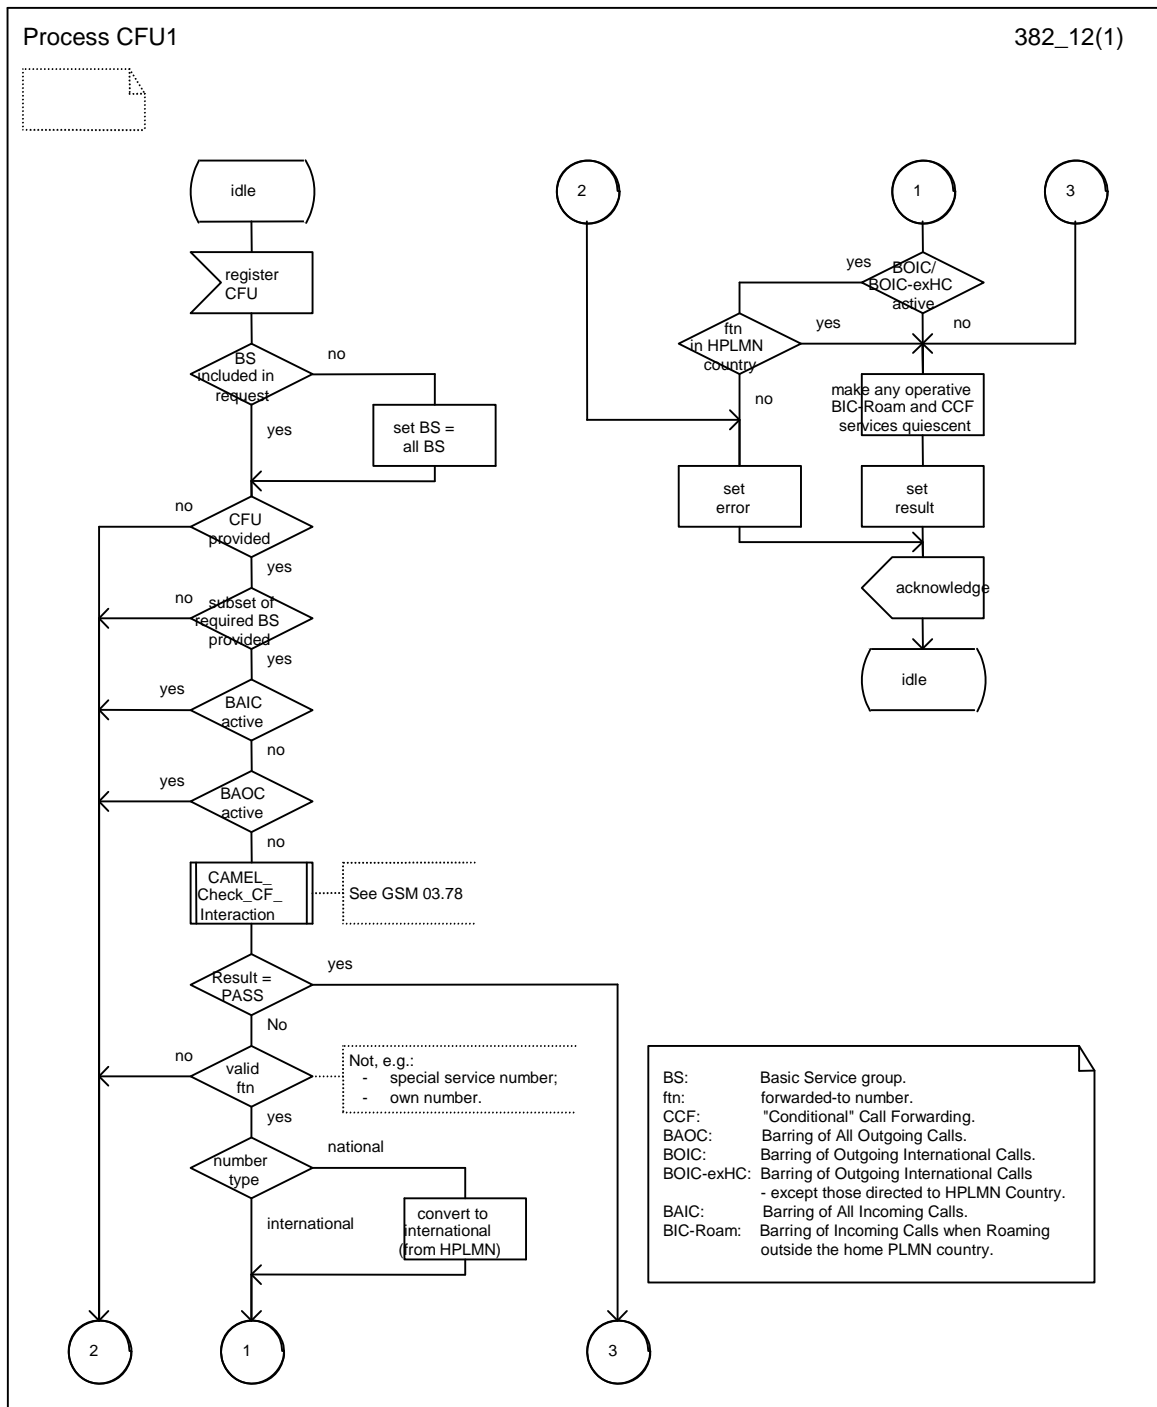 Process CFU1
382_12(1)
idle
register
CFU
BS
included in
request
no
yes
set BS =
all BS
no
CFU
provided
yes
no
subset of
required BS
provided
yes
yes
BAIC
active
no
yes
BAOC
active
no
CAMEL_
Check_CF_
Interaction
See GSM 03.78
Result =
PASS
yes
No
no
valid
ftn
Not, e.g.:
- special service number;
- own number.
yes
number
type
national
international
convert to
international
(from HPLMN)
2
1
3
2
1
3
yes
BOIC/
BOIC-exHC
active
no
ftn
in HPLMN
country
yes
no
make any operative
BIC-Roam and CCF
services quiescent
set
error
set
result
acknowledge
idle
BS: Basic Service group.
ftn: forwarded-to number.
CCF: "Conditional" Call Forwarding.
BAOC: Barring of All Outgoing Calls.
BOIC: Barring of Outgoing International Calls.
BOIC-exHC: Barring of Outgoing International Calls
- except those directed to HPLMN Country.
BAIC: Barring of All Incoming Calls.
BIC-Roam: Barring of Incoming Calls when Roaming
outside the home PLMN country.